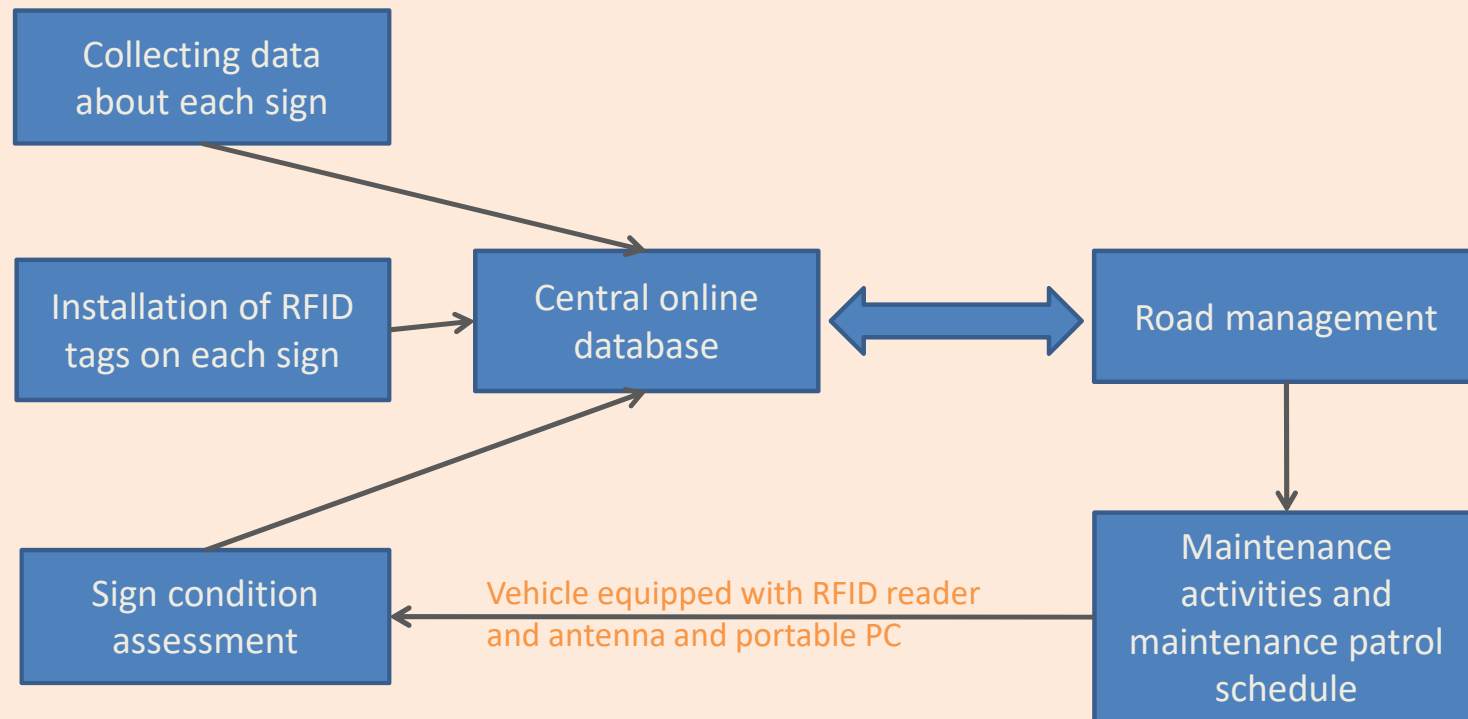 Collecting data
about each sign
Installation of RFID
tags on each sign
Central online
database
Road management
Sign condition
assessment
Vehicle equipped with RFID reader
and antenna and portable PC
Maintenance
activities and
maintenance patrol
schedule